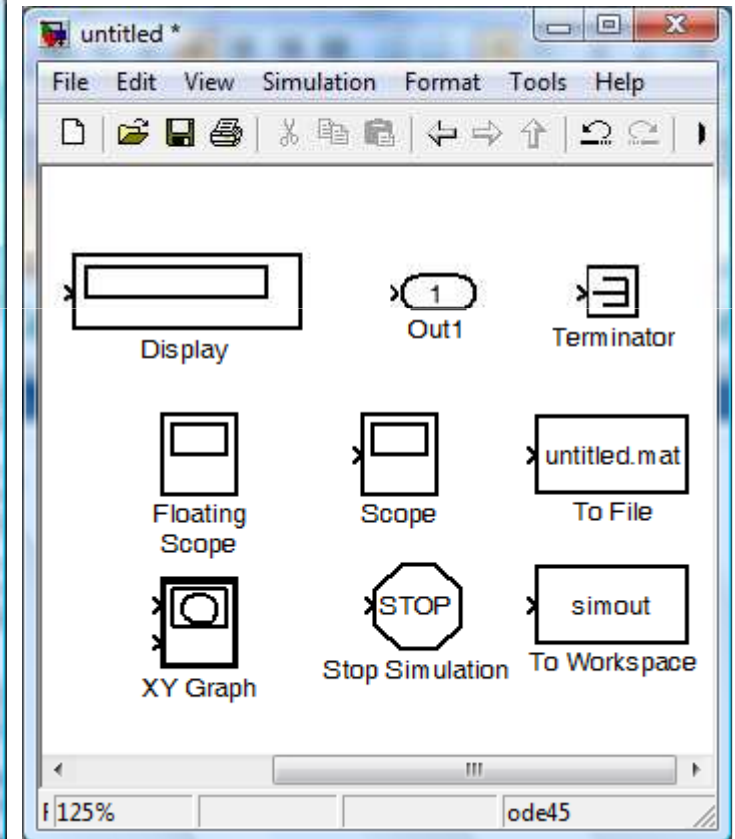 untitled *
File Edit View Simulation Format Tools Help
Display
1
Out1
Terminator
Floating
Scope
Scope
untitled.mat
To File
XY Graph
STOP
Stop Simulation
simout
To Workspace
125%
ode45